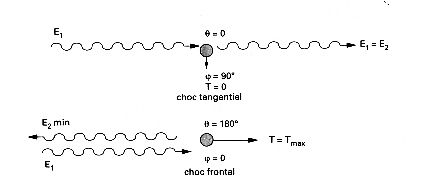 E1
θ = 0
E1 = E2
φ = 90°
T = 0
choc tangentiel
E2 min
θ = 180°
T = Tmax
E1
φ = 0
choc frontal